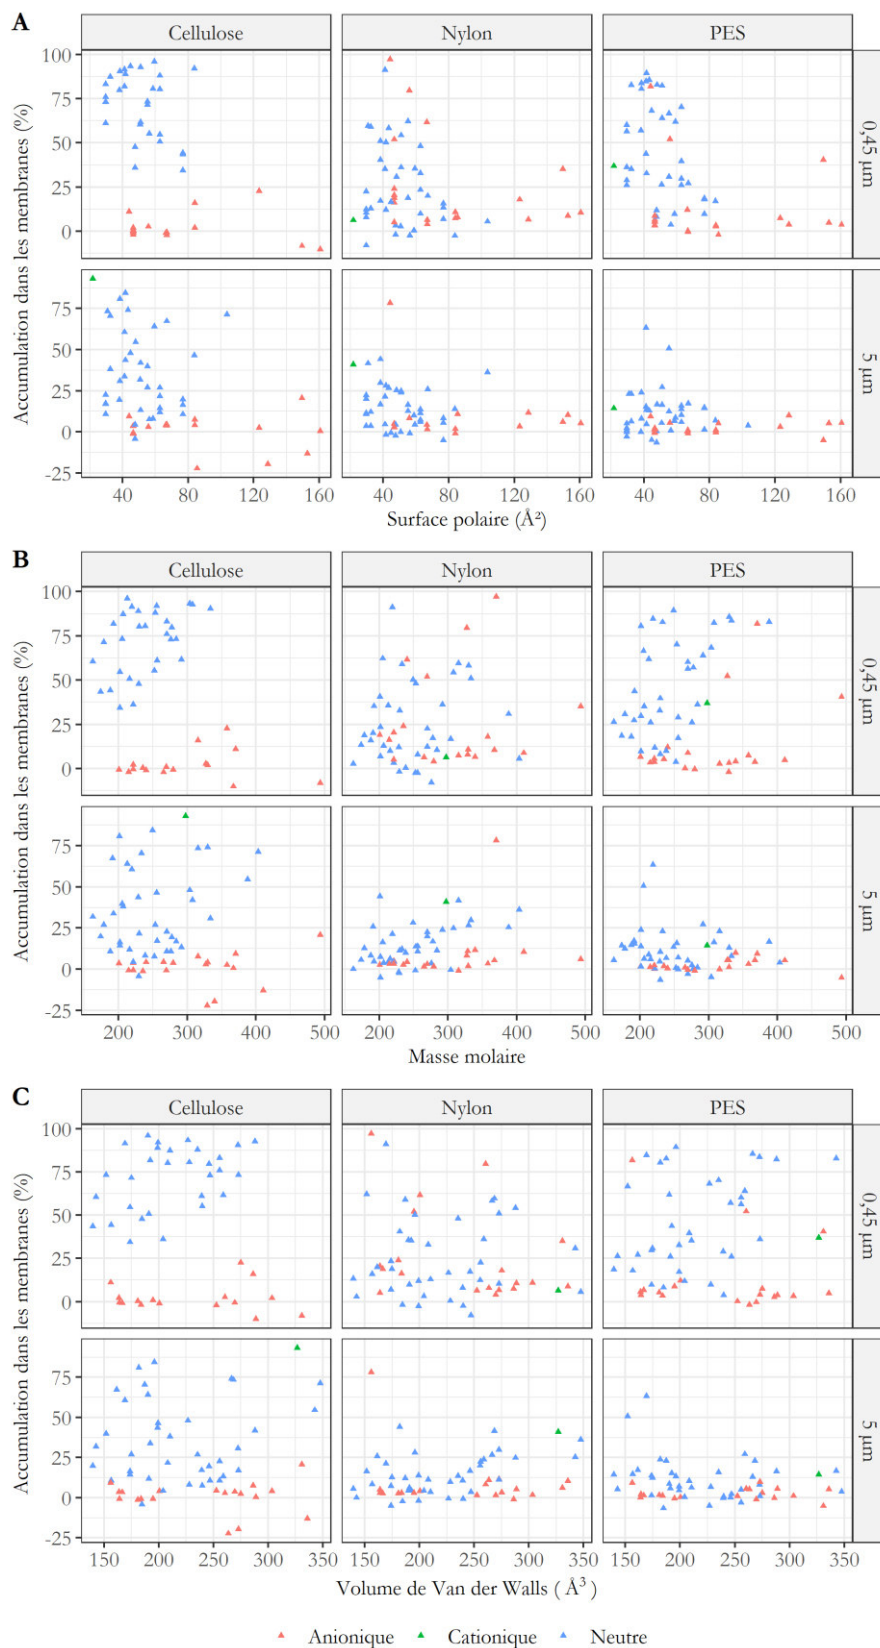 A
Cellulose Nylon PES
Accumulation dans les membranes (%)
100
75
50
25
0
0,45 µm
75
50
25
0
-25
5 µm
40 80 120 160 40 80 120 160 40 80 120 160
Surface polaire (Å²)
B
Cellulose Nylon PES
Accumulation dans les membranes (%)
100
75
50
25
0
0,45 µm
Accumulation dans les membranes (%)
75
50
25
0
-25
5 µm
200 300 400 500 200 300 400 500 200 300 400 500
Masse molaire
C
Cellulose Nylon PES
Accumulation dans les membranes (%)
100
75
50
25
0
0,45 µm
75
50
25
0
-25
5 µm
150 200 250 300 350 150 200 250 300 350 150 200 250 300 350
Volume de Van der Walls ( Å³ )
Anionique Cationique Neutre